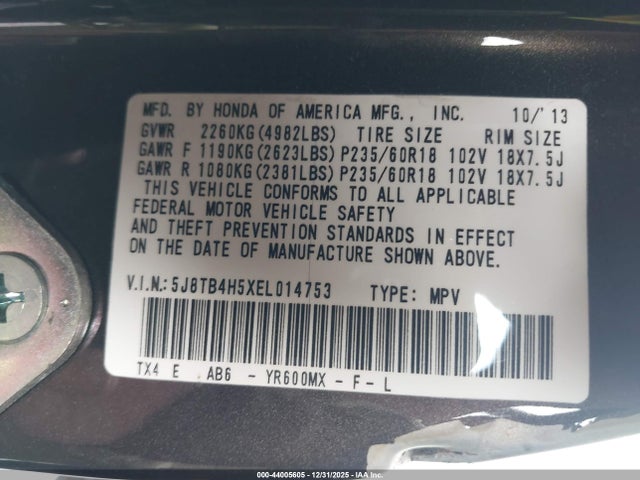 MFD. BY HONDA OF AMERICA MFG., INC. 10/'13
GVWR 2260KG(4982LBS) TIRE SIZE RIM SIZE
GAWR F 1190KG(2623LBS) P235/60R18 102V 18X7.5J
GAWR R 1080KG(2381LBS) P235/60R18 102V 18X7.5J
THIS VEHICLE CONFORMS TO ALL APPLICABLE
FEDERAL MOTOR VEHICLE SAFETY
AND THEFT PREVENTION STANDARDS IN EFFECT
ON THE DATE OF MANUFACTURE SHOWN ABOVE.
V.I.N.: 5J8TB4H5XEL014753 TYPE: MPV
TX4 E AB6 - YR600MX - F - L
000-44005605 - 12/31/2025 - IAA Inc.